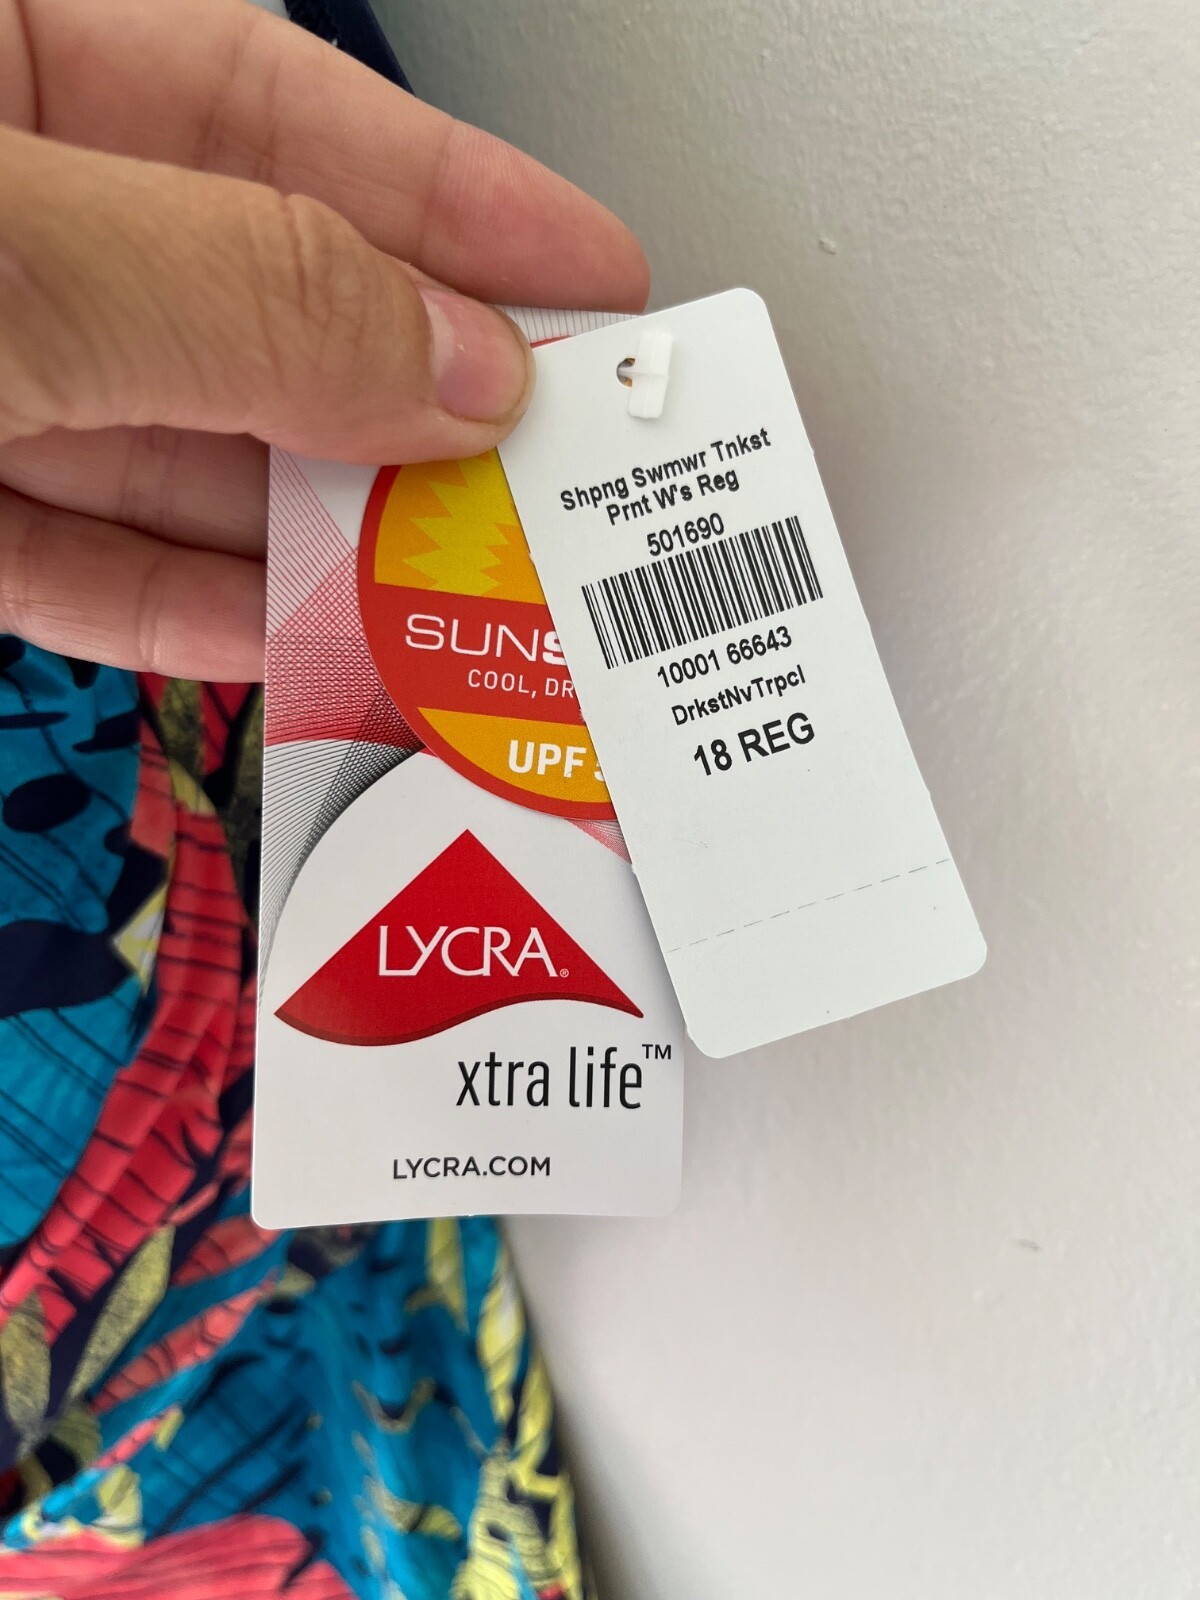 Shpng Swmwr Tnkst
Prnt W's Reg
501690
10001 66643
DrkstNvTrpcl
18 REG
SUNS
COOL, DR
UPF 5
LYCRA®
xtra life™
LYCRA.COM